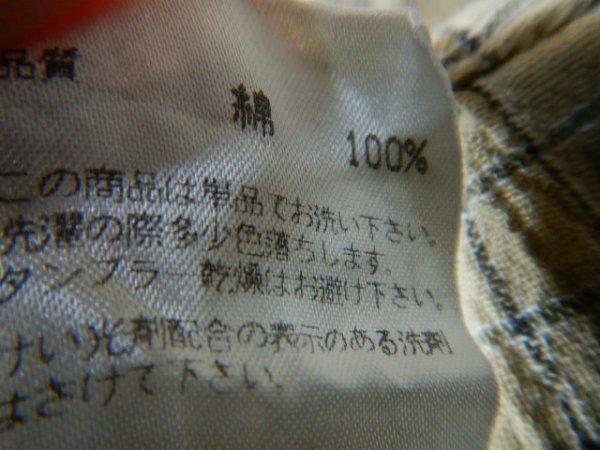 品質
綿
100%
この商品は単品でお洗い下さい。
先濯の際多少色落ちします。
タンブラー乾燥はお避け下さい。
けい光剤配合の表示のある洗剤
はさけて下さい。